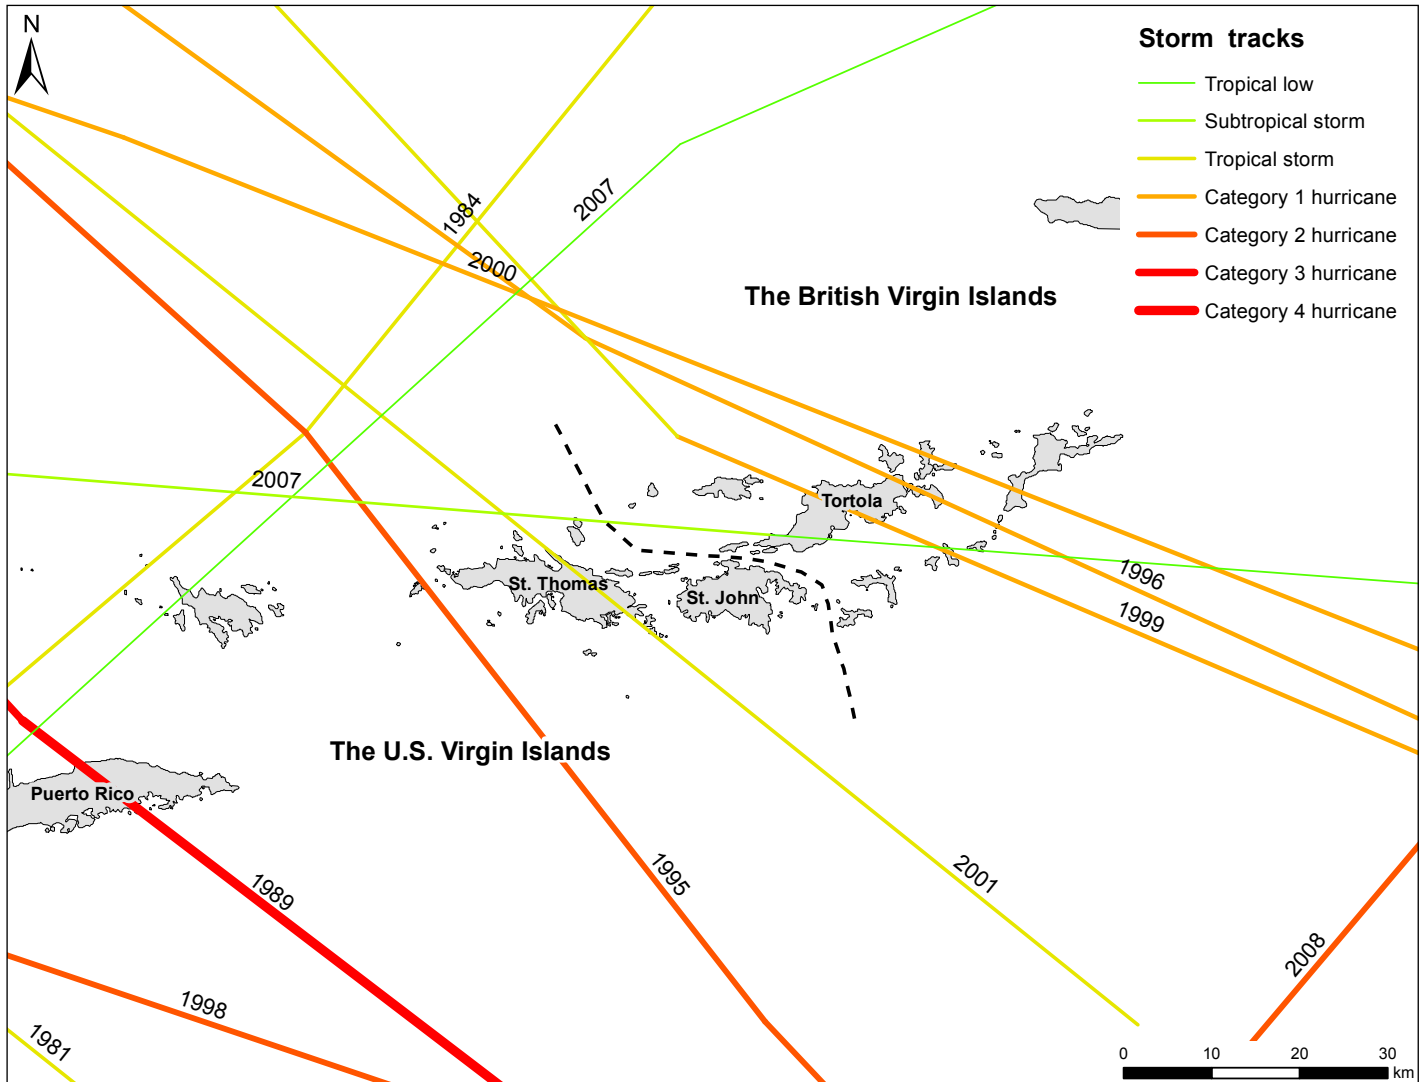 N
Storm tracks
Tropical low
Subtropical storm
Tropical storm
Category 1 hurricane
Category 2 hurricane
Category 3 hurricane
Category 4 hurricane
1984
2007
2000
The British Virgin Islands
2007
Tortola
St. Thomas
St. John
1996
1999
The U.S. Virgin Islands
Puerto Rico
1989
1995
2001
2008
1998
1981
0 10 20 30
km